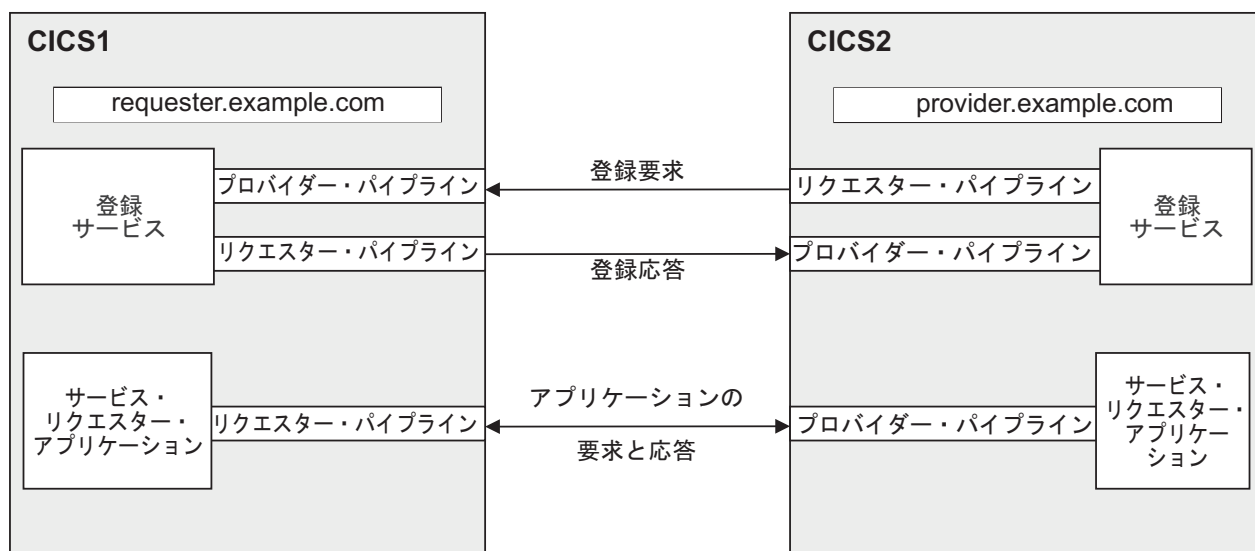 CICS1
requester.example.com
登録
サービス
プロバイダー・パイプライン
リクエスター・パイプライン
サービス・
リクエスター・
アプリケーション
リクエスター・パイプライン
登録要求
登録応答
アプリケーションの
要求と応答
CICS2
provider.example.com
リクエスター・パイプライン
プロバイダー・パイプライン
登録
サービス
プロバイダー・パイプライン
サービス・
リクエスター・
アプリケー
ション